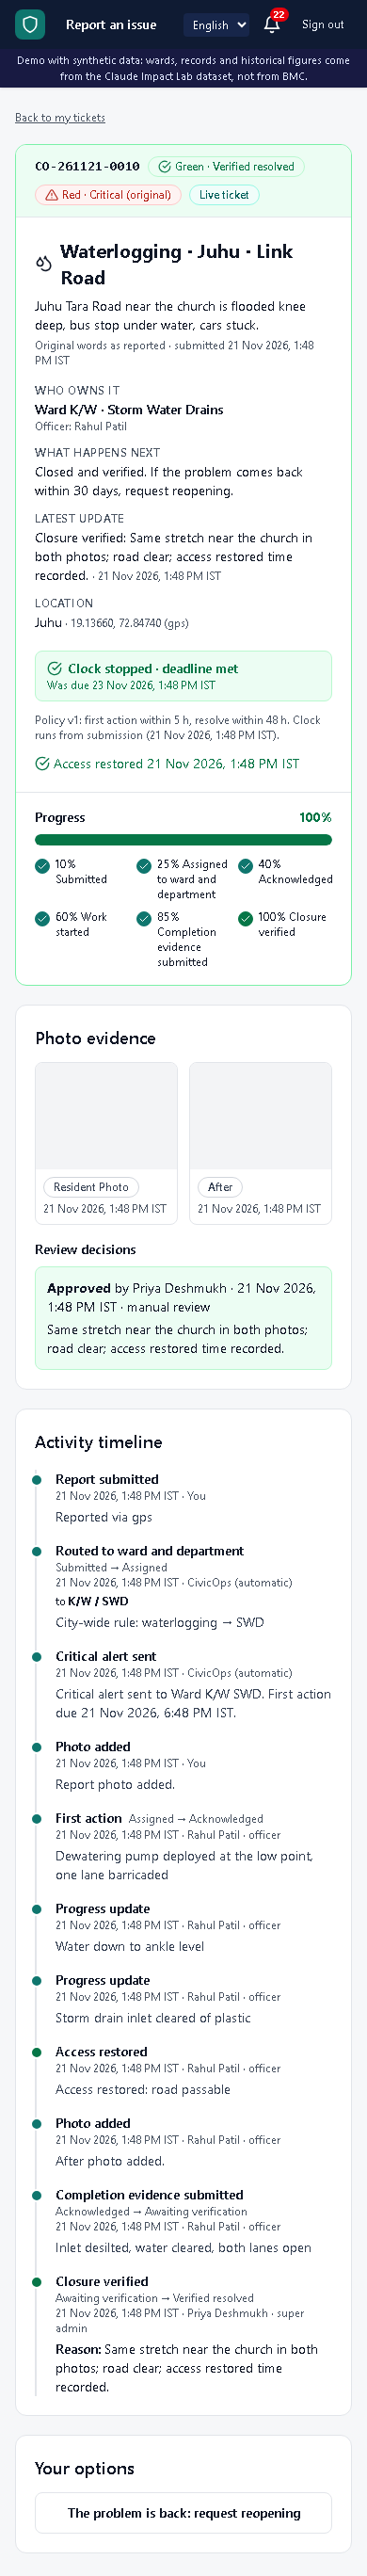 Report an issue
English
22
Sign out
Demo with synthetic data: wards, records and historical figures come
from the Claude Impact Lab dataset, not from BMC.
Back to my tickets
CO-261121-0010
Green · Verified resolved
Red · Critical (original)
Live ticket
Waterlogging · Juhu · Link
Road
Juhu Tara Road near the church is flooded knee
deep, bus stop under water, cars stuck.
Original words as reported · submitted 21 Nov 2026, 1:48
PM IST
WHO OWNS IT
Ward K/W · Storm Water Drains
Officer: Rahul Patil
WHAT HAPPENS NEXT
Closed and verified. If the problem comes back
within 30 days, request reopening.
LATEST UPDATE
Closure verified: Same stretch near the church in
both photos; road clear; access restored time
recorded. · 21 Nov 2026, 1:48 PM IST
LOCATION
Juhu · 19.13660, 72.84740 (gps)
Clock stopped · deadline met
Was due 23 Nov 2026, 1:48 PM IST
Policy v1: first action within 5 h, resolve within 48 h. Clock
runs from submission (21 Nov 2026, 1:48 PM IST).
Access restored 21 Nov 2026, 1:48 PM IST
Progress
100%
10%
Submitted
25% Assigned
to ward and
department
40%
Acknowledged
60% Work
started
85%
Completion
evidence
submitted
100% Closure
verified
Photo evidence
Resident Photo
21 Nov 2026, 1:48 PM IST
After
21 Nov 2026, 1:48 PM IST
Review decisions
Approved by Priya Deshmukh · 21 Nov 2026,
1:48 PM IST · manual review
Same stretch near the church in both photos;
road clear; access restored time recorded.
Activity timeline
Report submitted
21 Nov 2026, 1:48 PM IST · You
Reported via gps
Routed to ward and department
Submitted → Assigned
21 Nov 2026, 1:48 PM IST · CivicOps (automatic)
to K/W / SWD
City-wide rule: waterlogging → SWD
Critical alert sent
21 Nov 2026, 1:48 PM IST · CivicOps (automatic)
Critical alert sent to Ward K/W SWD. First action
due 21 Nov 2026, 6:48 PM IST.
Photo added
21 Nov 2026, 1:48 PM IST · You
Report photo added.
First action Assigned → Acknowledged
21 Nov 2026, 1:48 PM IST · Rahul Patil · officer
Dewatering pump deployed at the low point,
one lane barricaded
Progress update
21 Nov 2026, 1:48 PM IST · Rahul Patil · officer
Water down to ankle level
Progress update
21 Nov 2026, 1:48 PM IST · Rahul Patil · officer
Storm drain inlet cleared of plastic
Access restored
21 Nov 2026, 1:48 PM IST · Rahul Patil · officer
Access restored: road passable
Photo added
21 Nov 2026, 1:48 PM IST · Rahul Patil · officer
After photo added.
Completion evidence submitted
Acknowledged → Awaiting verification
21 Nov 2026, 1:48 PM IST · Rahul Patil · officer
Inlet desilted, water cleared, both lanes open
Closure verified
Awaiting verification → Verified resolved
21 Nov 2026, 1:48 PM IST · Priya Deshmukh · super
admin
Reason: Same stretch near the church in both
photos; road clear; access restored time
recorded.
Your options
The problem is back: request reopening